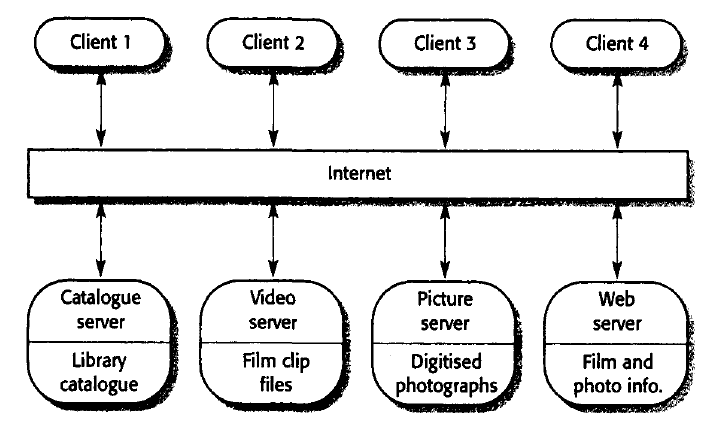 Client 1
Client 2
Client 3
Client 4
Internet
Catalogue
server
Library
catalogue
Video
server
Film clip
files
Picture
server
Digitised
photographs
Web
server
Film and
photo info.